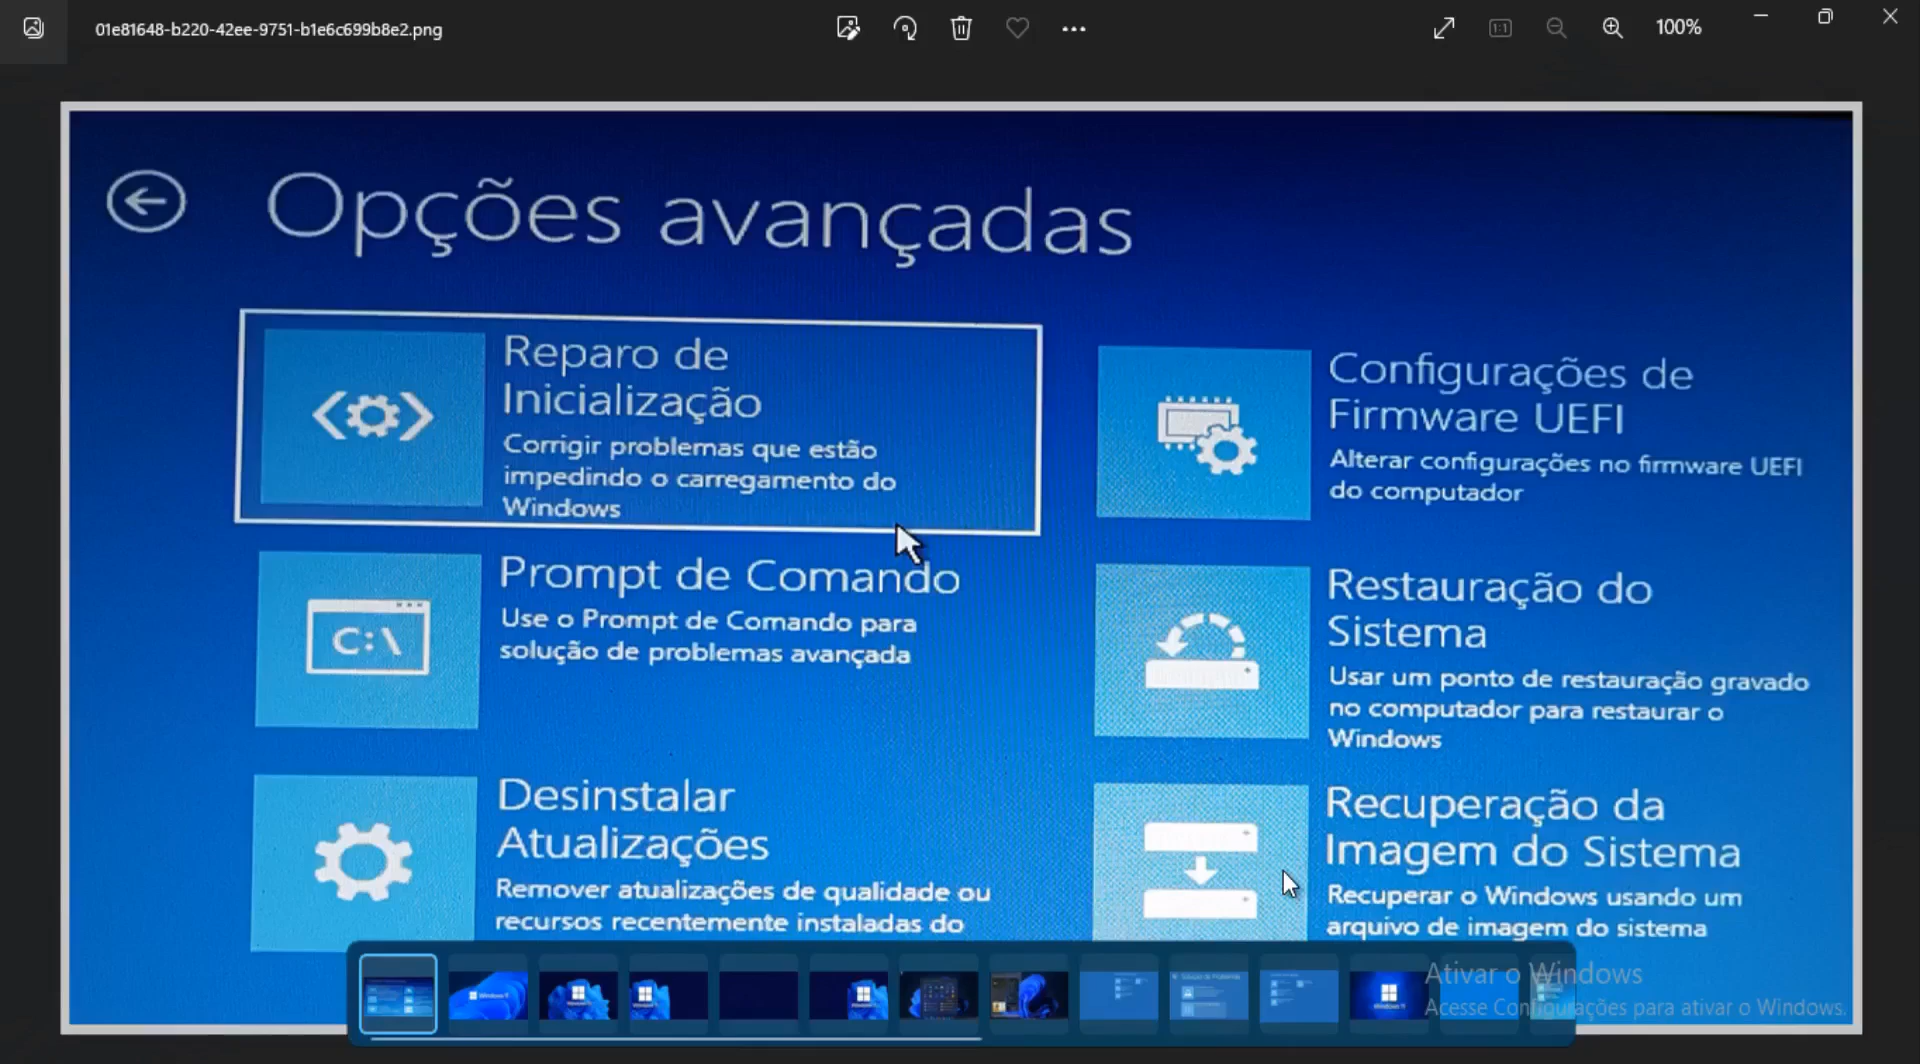 01e81648-b220-42ee-9751-b1e6c699b8e2.png
1:1
100%
Opções avançadas
Reparo de
Inicialização
Corrigir problemas que estão
impedindo o carregamento do
Windows
Configurações de
Firmware UEFI
Alterar configurações no firmware UEFI
do computador
C:\
Prompt de Comando
Use o Prompt de Comando para
solução de problemas avançada
Restauração do
Sistema
Usar um ponto de restauração gravado
no computador para restaurar o
Windows
Desinstalar
Atualizações
Remover atualizações de qualidade ou
recursos recentemente instaladas do
Recuperação da
Imagem do Sistema
Recuperar o Windows usando um
arquivo de imagem do sistema
Ativar o Windows
Acesse Configurações para ativar o Windows.